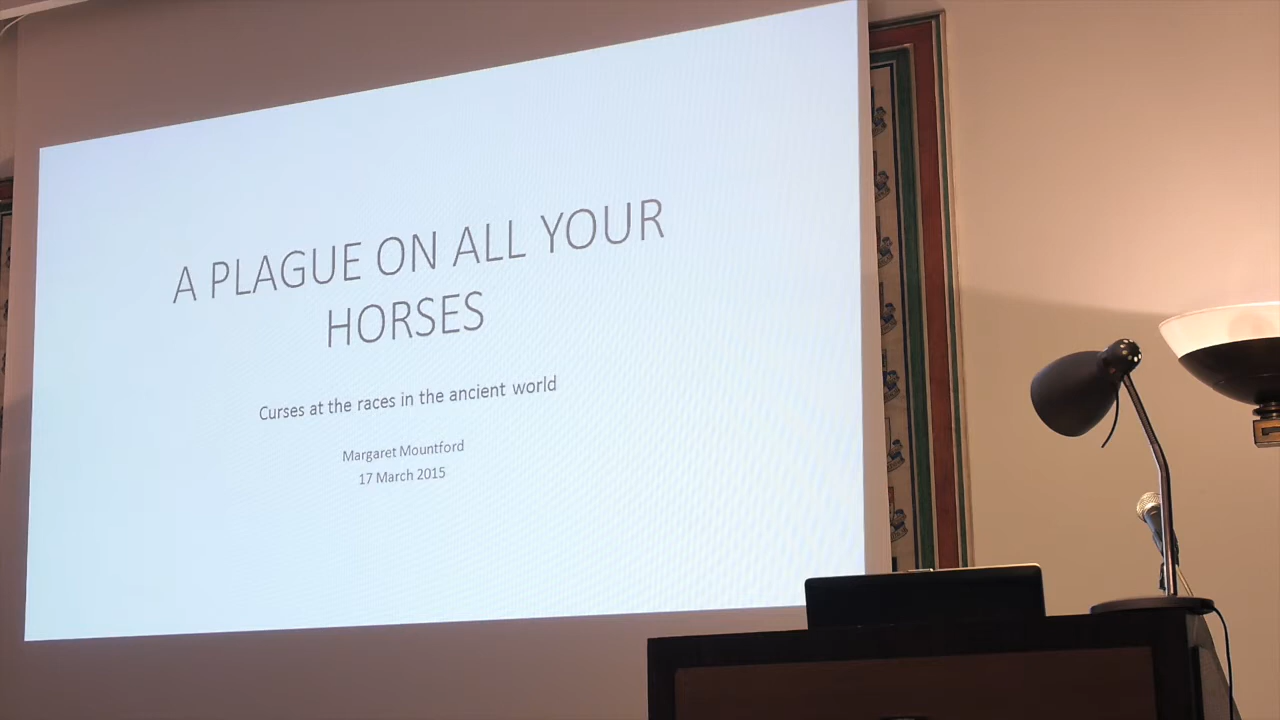 A PLAGUE ON ALL YOUR
HORSES
Curses at the races in the ancient world
Margaret Mountford
17 March 2015